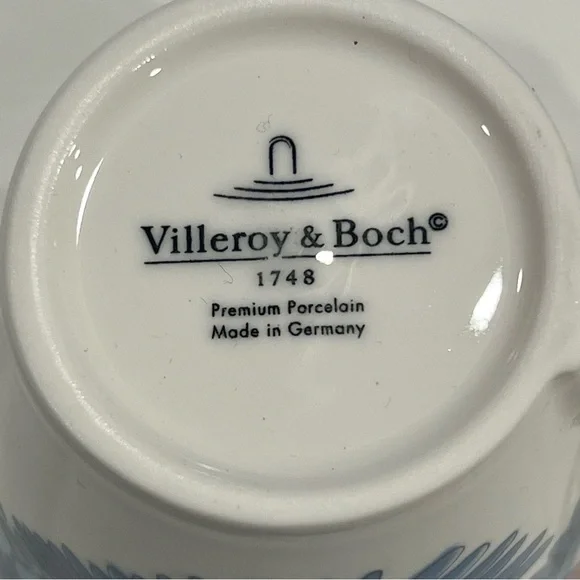 Villeroy & Boch©
1748
Premium Porcelain
Made in Germany